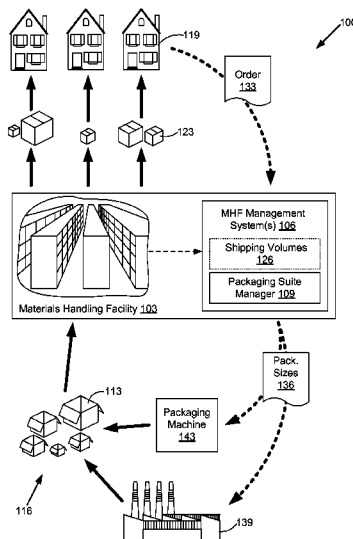 119
100
Order
133
123
MHF Management
System(s) 106
Shipping Volumes
126
Packaging Suite
Manager 109
Materials Handling Facility 103
113
Pack.
Sizes
136
Packaging
Machine
143
116
139